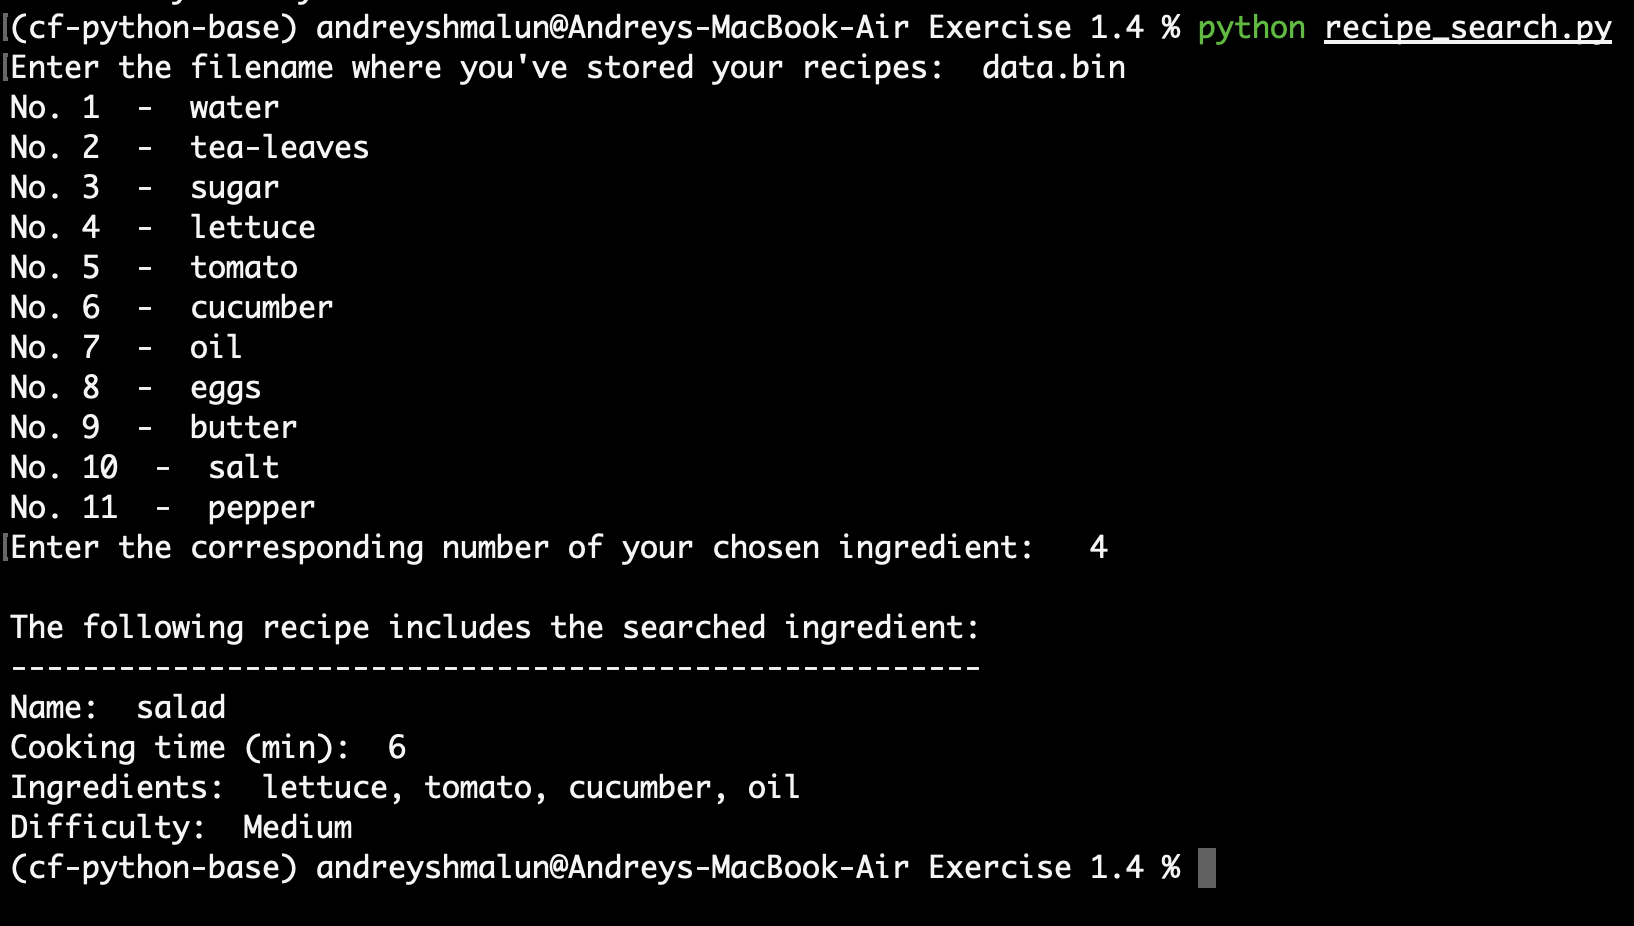 (cf-python-base) andreyshmalun@Andreys-MacBook-Air Exercise 1.4 % python recipe_search.py
Enter the filename where you've stored your recipes:  data.bin
No. 1  -  water
No. 2  -  tea-leaves
No. 3  -  sugar
No. 4  -  lettuce
No. 5  -  tomato
No. 6  -  cucumber
No. 7  -  oil
No. 8  -  eggs
No. 9  -  butter
No. 10  -  salt
No. 11  -  pepper
Enter the corresponding number of your chosen ingredient:   4
The following recipe includes the searched ingredient:
------------------------------------------------------
Name:  salad
Cooking time (min):  6
Ingredients:  lettuce, tomato, cucumber, oil
Difficulty:  Medium
(cf-python-base) andreyshmalun@Andreys-MacBook-Air Exercise 1.4 %